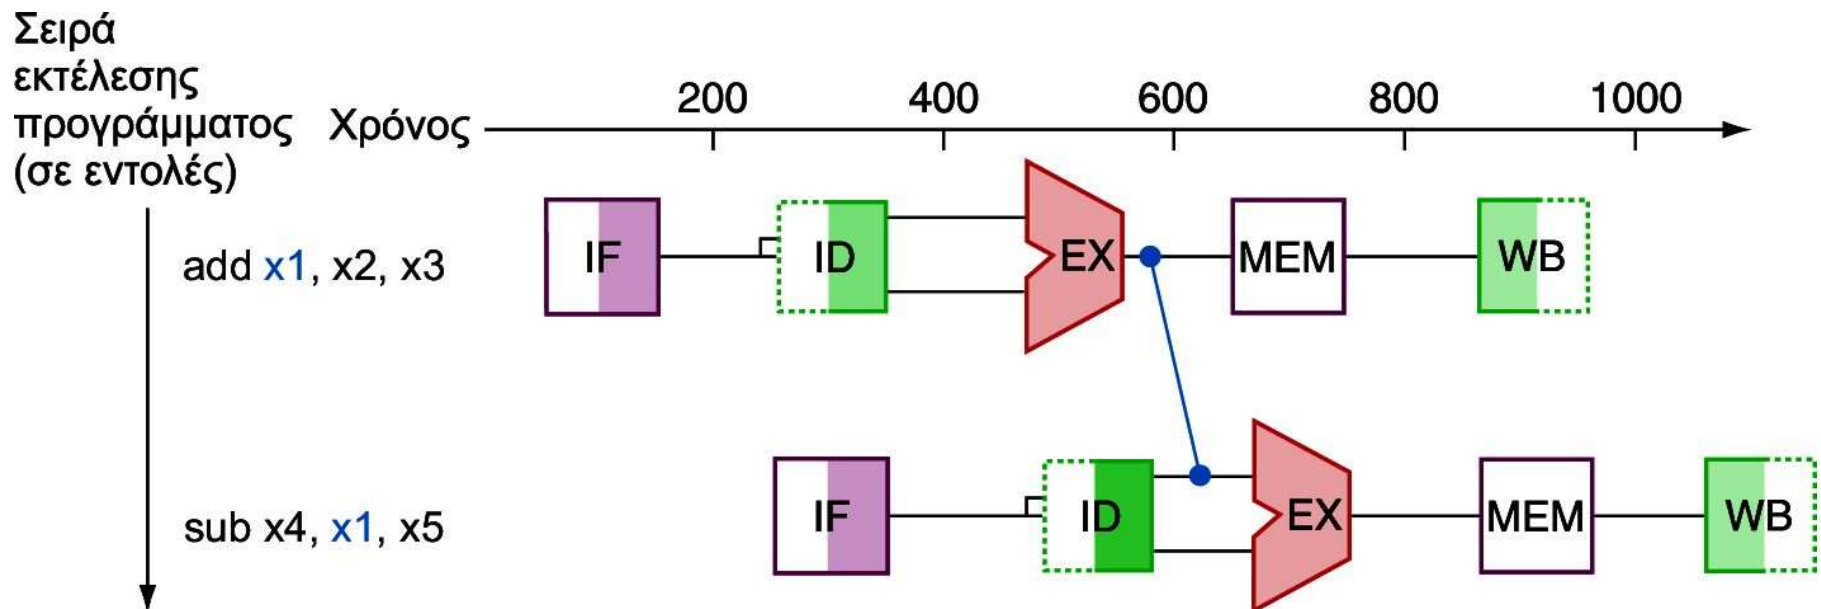 Σειρά
εκτέλεσης
προγράμματος
(σε εντολές)
Χρόνος
200 400 600 800 1000
add x1, x2, x3
IF ID EX MEM WB
sub x4, x1, x5
IF ID EX MEM WB